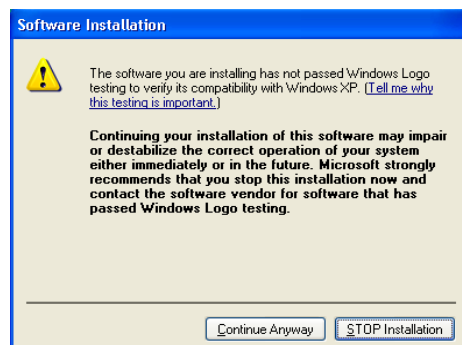 Software Installation
The software you are installing has not passed Windows Logo
testing to verify its compatibility with Windows XP. (Tell me why
this testing is important.)
Continuing your installation of this software may impair
or destabilize the correct operation of your system
either immediately or in the future. Microsoft strongly
recommends that you stop this installation now and
contact the software vendor for software that has
passed Windows Logo testing.
Continue Anyway STOP Installation